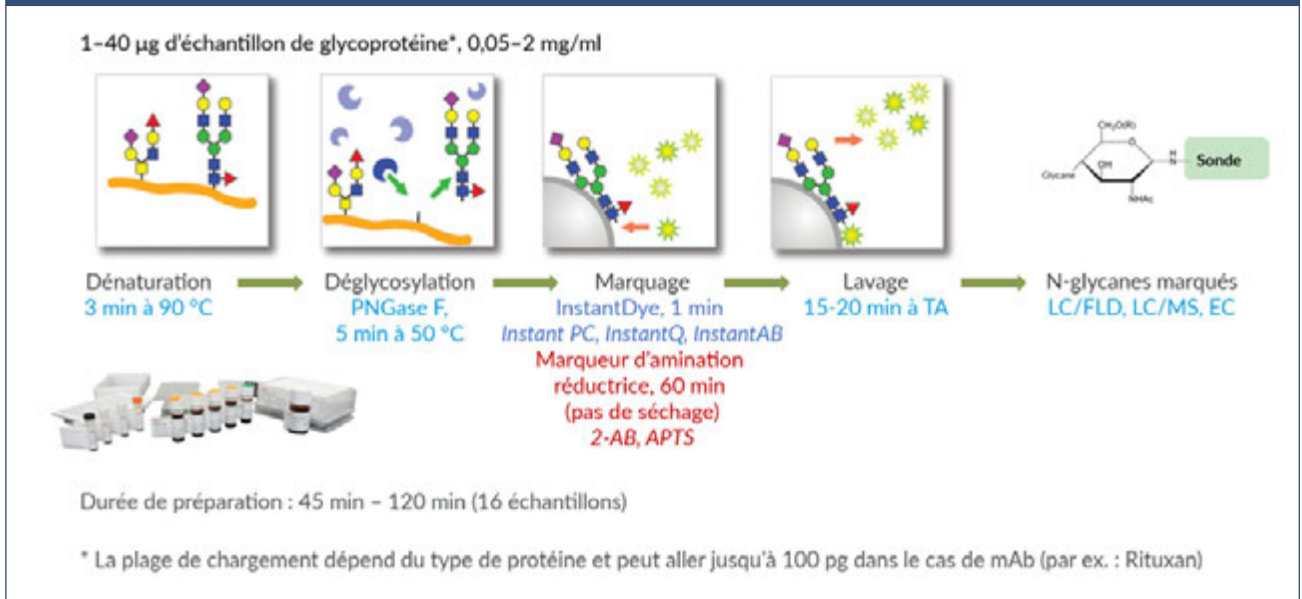 1–40 µg d'échantillon de glycoprotéine*, 0,05–2 mg/ml
CH₂O(R)
O
OH
Glycane
NHAc
H
N
Sonde
Dénaturation
3 min à 90 °C
Déglycosylation
PNGase F,
5 min à 50 °C
Marquage
InstantDye, 1 min
Instant PC, InstantQ, InstantAB
Marqueur d'amination
réductrice, 60 min
(pas de séchage)
2-AB, APTS
Lavage
15-20 min à TA
N-glycanes marqués
LC/FLD, LC/MS, EC
Durée de préparation : 45 min – 120 min (16 échantillons)
* La plage de chargement dépend du type de protéine et peut aller jusqu'à 100 pg dans le cas de mAb (par ex. : Rituxan)